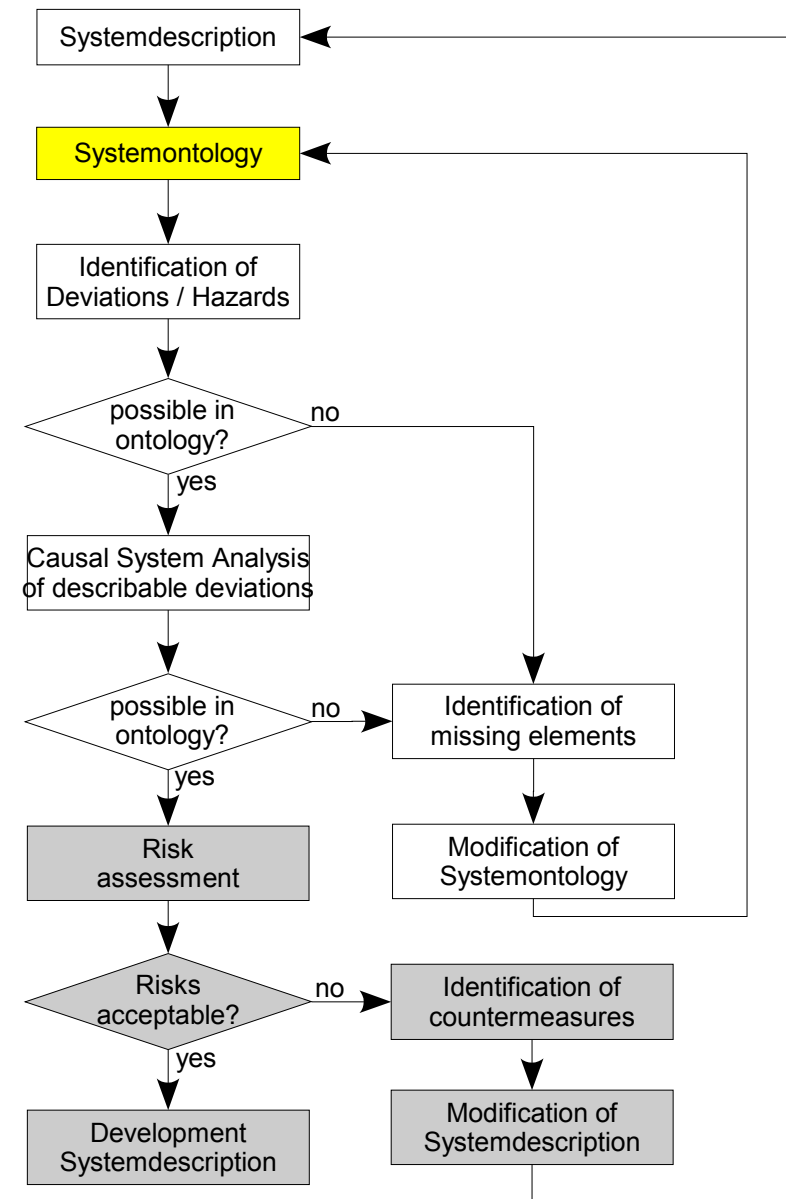 Systemdescription
Systemontology
Identification of
Deviations / Hazards
possible in
ontology?
no
yes
Causal System Analysis
of describable deviations
possible in
ontology?
no
yes
Identification of
missing elements
Risk
assessment
Modification of
Systemontology
Risks
acceptable?
no
yes
Identification of
countermeasures
Development
Systemdescription
Modification of
Systemdescription